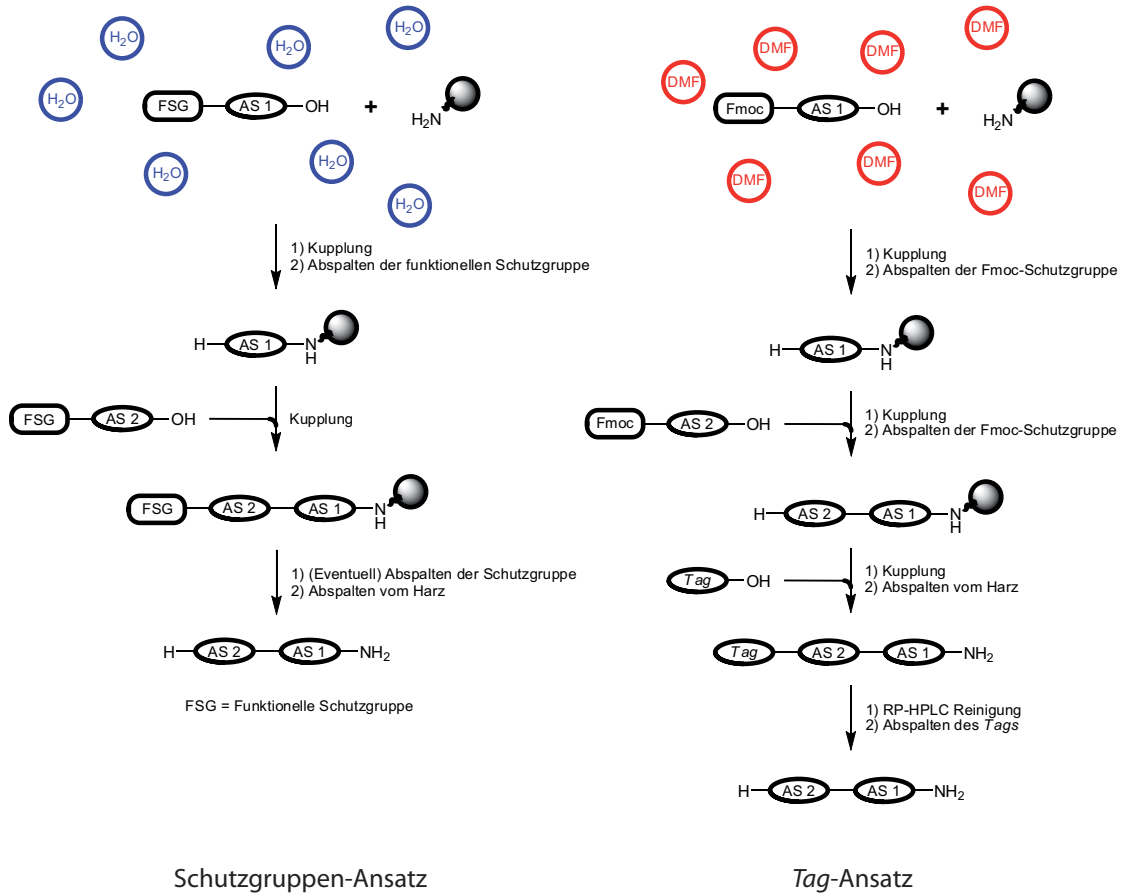 H₂O
H₂O
H₂O
H₂O
FSG AS 1 OH + H₂N
H₂O
H₂O
H₂O
1) Kupplung
2) Abspalten der funktionellen Schutzgruppe
H AS 1 N
H
FSG AS 2 OH Kupplung
FSG AS 2 AS 1 N
H
1) (Eventuell) Abspalten der Schutzgruppe
2) Abspalten vom Harz
H AS 2 AS 1 NH₂
FSG = Funktionelle Schutzgruppe
Schutzgruppen-Ansatz
DMF
DMF
DMF
DMF
Fmoc AS 1 OH + H₂N
DMF
DMF
DMF
1) Kupplung
2) Abspalten der Fmoc-Schutzgruppe
H AS 1 N
H
Fmoc AS 2 OH
1) Kupplung
2) Abspalten der Fmoc-Schutzgruppe
H AS 2 AS 1 N
H
Tag OH
1) Kupplung
2) Abspalten vom Harz
Tag AS 2 AS 1 NH₂
1) RP-HPLC Reinigung
2) Abspalten des Tags
H AS 2 AS 1 NH₂
Tag-Ansatz